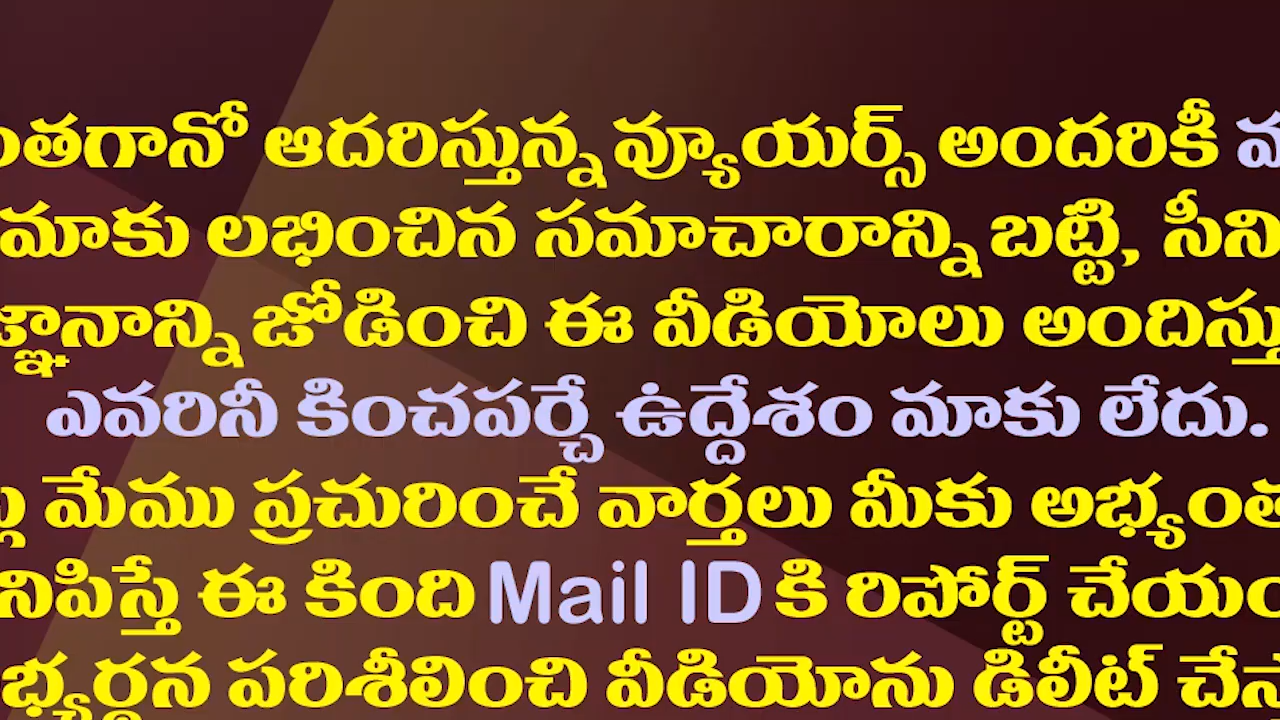 ంతగానో ఆదరిస్తున్న వ్యూయర్స్ అందరికీ
మాకు లభించిన సమాచారాన్ని బట్టి, సీని
జ్ఞానాన్ని జోడించి ఈ వీడియోలు అందిస్తు
ఎవరినీ కించపర్చే ఉద్దేశం మాకు లేదు.
మేము ప్రచురించే వార్తలు మీకు అభ్యంత
నిపిస్తే ఈ కింది Mail ID కి రిపోర్ట్ చేయం
భ్యర్ధన పరిశీలించి వీడియోను డిలీట్ చేస